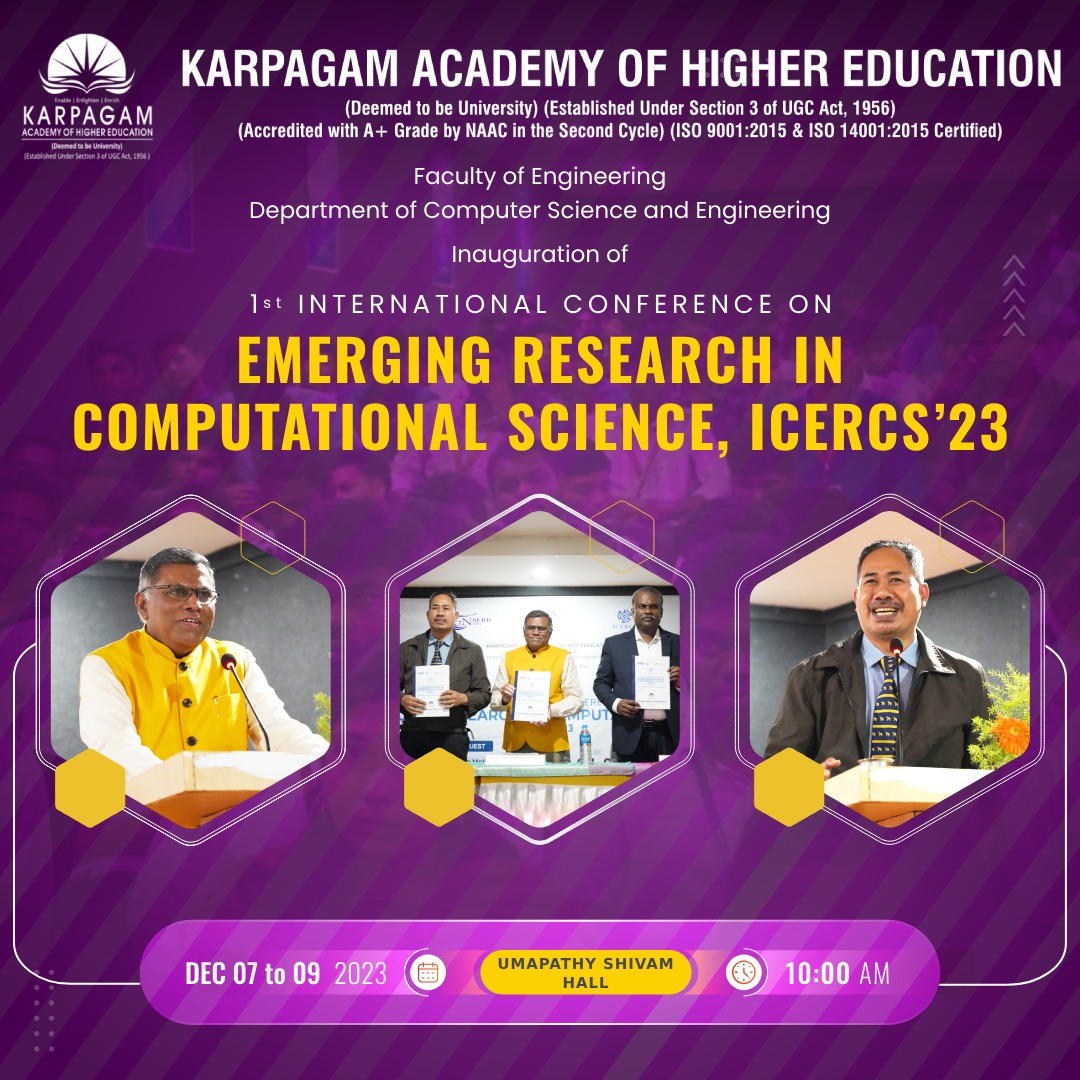 Enable | Enlighten | Enrich
KARPAGAM
ACADEMY OF HIGHER EDUCATION
(Deemed to be University)
(Established Under Section 3 of UGC Act, 1956 )
KARPAGAM ACADEMY OF HIGHER EDUCATION
(Deemed to be University) (Established Under Section 3 of UGC Act, 1956)
(Accredited with A+ Grade by NAAC in the Second Cycle) (ISO 9001:2015 & ISO 14001:2015 Certified)
Faculty of Engineering
Department of Computer Science and Engineering
Inauguration of
1st INTERNATIONAL CONFERENCE ON
EMERGING RESEARCH IN
COMPUTATIONAL SCIENCE, ICERCS’23
SERB
DEC 07 to 09 2023
UMAPATHY SHIVAM
HALL
10:00 AM